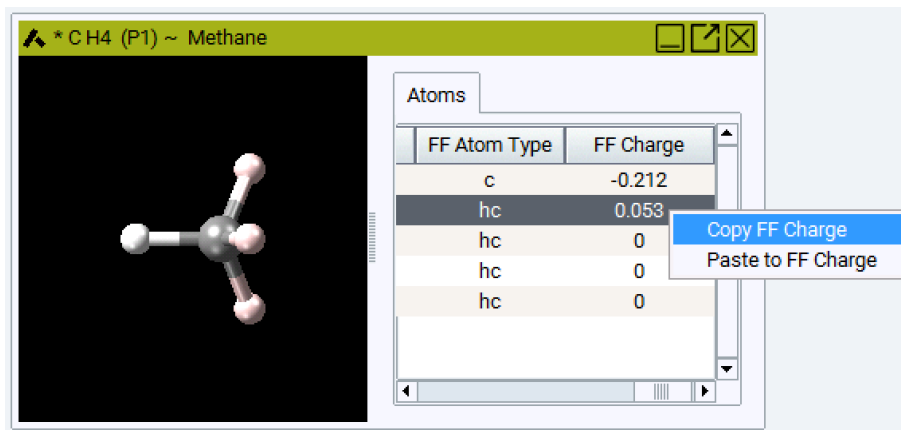 * C H4 (P1) ~ Methane
Atoms
FF Atom Type FF Charge
c -0.212
hc 0.053
hc 0
hc 0
hc 0
Copy FF Charge
Paste to FF Charge